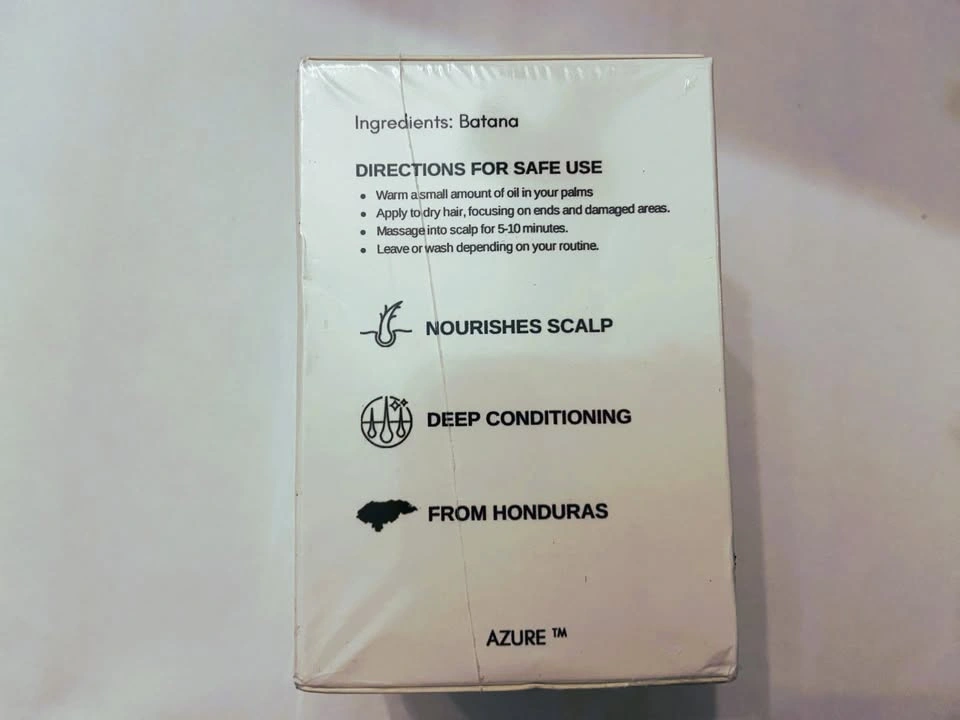 Ingredients: Batana
DIRECTIONS FOR SAFE USE
• Warm a small amount of oil in your palms
• Apply to dry hair, focusing on ends and damaged areas.
• Massage into scalp for 5-10 minutes.
• Leave or wash depending on your routine.
NOURISHES SCALP
DEEP CONDITIONING
FROM HONDURAS
AZURE ™